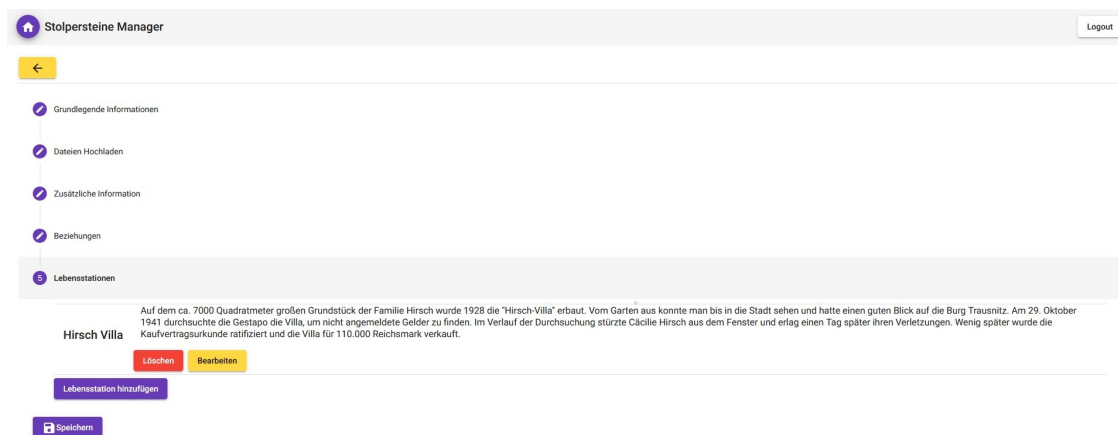 Stolpersteine Manager
Logout
Grundlegende Informationen
Dateien Hochladen
Zusätzliche Information
Beziehungen
5 Lebensstationen
Auf dem ca. 7000 Quadratmeter großen Grundstück der Familie Hirsch wurde 1928 die "Hirsch-Villa" erbaut. Vom Garten aus konnte man bis in die Stadt sehen und hatte einen guten Blick auf die Burg Trausnitz. Am 29. Oktober
1941 durchsuchte die Gestapo die Villa, um nicht angemeldete Gelder zu finden. Im Verlauf der Durchsuchung stürzte Cäcilie Hirsch aus dem Fenster und erlag einen Tag später ihren Verletzungen. Wenig später wurde die
Hirsch Villa
Kaufvertragsurkunde ratifiziert und die Villa für 110.000 Reichsmark verkauft.
Löschen Bearbeiten
Lebensstation hinzufügen
Speichern